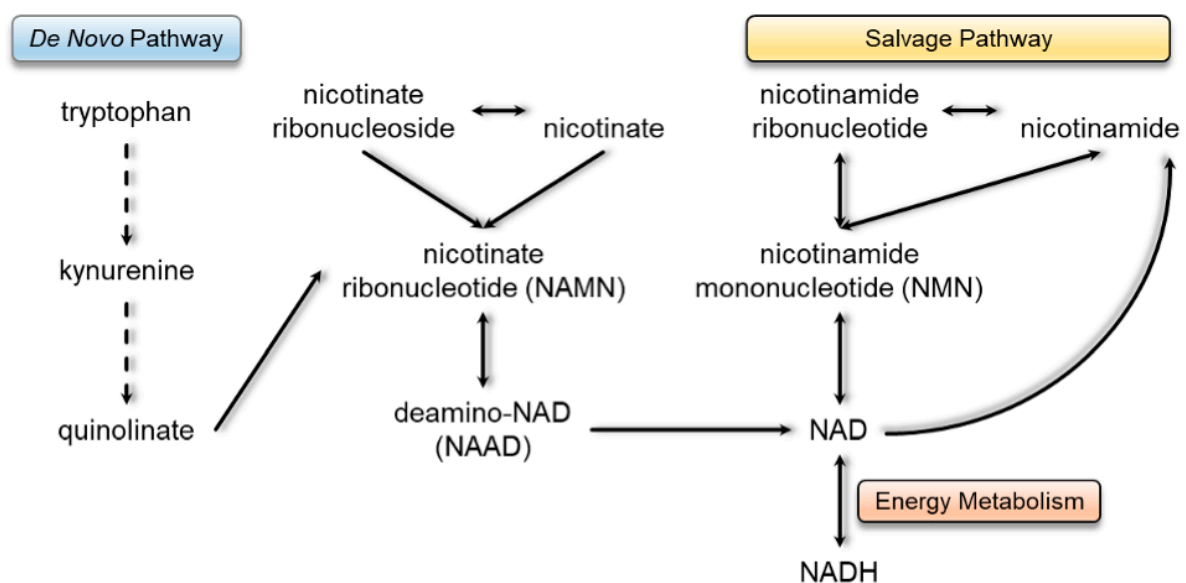 De Novo Pathway
Salvage Pathway
tryptophan
nicotinate
ribonucleoside
nicotinate
nicotinamide
ribonucleotide
nicotinamide
kynurenine
nicotinate
ribonucleotide (NAMN)
nicotinamide
mononucleotide (NMN)
quinolinate
deamino-NAD
(NAAD)
NAD
Energy Metabolism
NADH